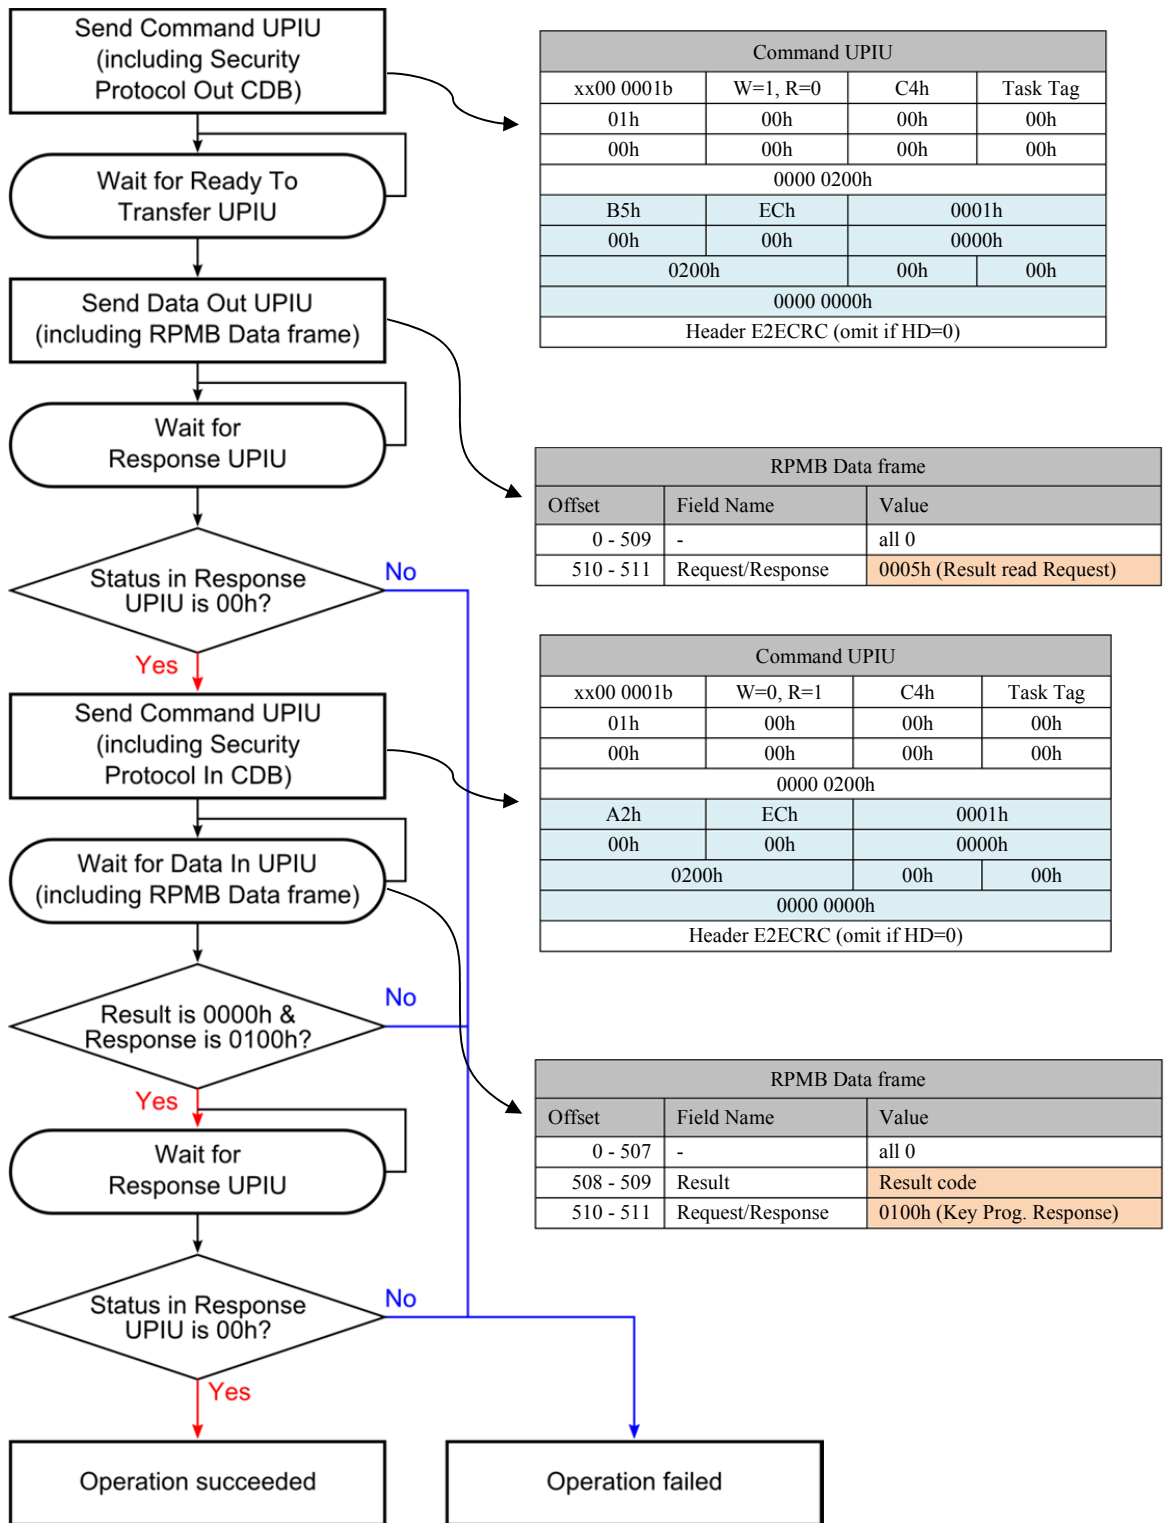 Send Command UPIU
(including Security
Protocol Out CDB)
Wait for Ready To
Transfer UPIU
Send Data Out UPIU
(including RPMB Data frame)
Wait for
Response UPIU
Status in Response
UPIU is 00h?
No
Yes
Send Command UPIU
(including Security
Protocol In CDB)
Wait for Data In UPIU
(including RPMB Data frame)
Result is 0000h &
Response is 0100h?
No
Yes
Wait for
Response UPIU
Status in Response
UPIU is 00h?
No
Yes
Operation succeeded
Operation failed
Command UPIU
xx00 0001b W=1, R=0 C4h Task Tag
01h 00h 00h 00h
00h 00h 00h 00h
0000 0200h
B5h ECh 0001h
00h 00h 0000h
0200h 00h 00h
0000 0000h
Header E2ECRC (omit if HD=0)
RPMB Data frame
Offset Field Name Value
0 - 509 - all 0
510 - 511 Request/Response 0005h (Result read Request)
Command UPIU
xx00 0001b W=0, R=1 C4h Task Tag
01h 00h 00h 00h
00h 00h 00h 00h
0000 0200h
A2h ECh 0001h
00h 00h 0000h
0200h 00h 00h
0000 0000h
Header E2ECRC (omit if HD=0)
RPMB Data frame
Offset Field Name Value
0 - 507 - all 0
508 - 509 Result Result code
510 - 511 Request/Response 0100h (Key Prog. Response)